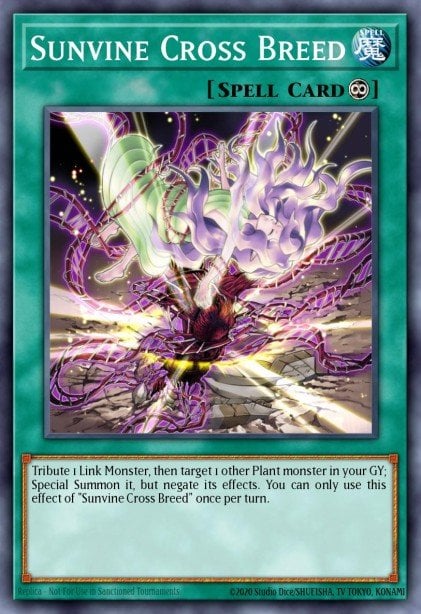 Sunvine Cross Breed
SPELL
魔
[Spell Card]
Tribute 1 Link Monster, then target 1 other Plant monster in your GY;
Special Summon it, but negate its effects. You can only use this
effect of "Sunvine Cross Breed" once per turn.
Replica - Not For Use in Sanctioned Tournaments
©2020 Studio Dice/SHUEISHA, TV TOKYO, KONAMI